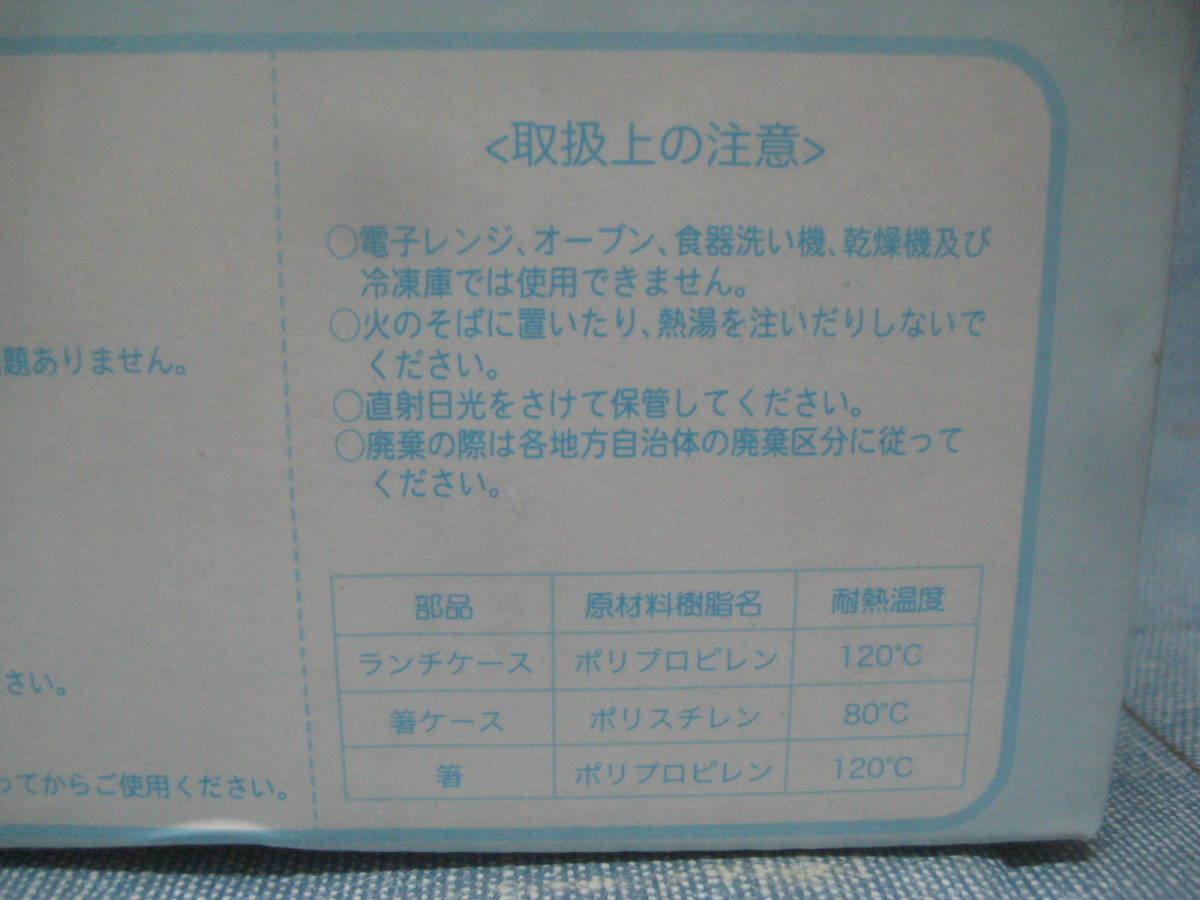 題ありません。
さい。
ってからご使用ください。
<取扱上の注意>
○電子レンジ、オーブン、食器洗い機、乾燥機及び
冷凍庫では使用できません。
○火のそばに置いたり、熱湯を注いだりしないで
ください。
○直射日光をさけて保管してください。
○廃棄の際は各地方自治体の廃棄区分に従って
ください。
部品 原材料樹脂名 耐熱温度
ランチケース ポリプロピレン 120℃
箸ケース ポリスチレン 80℃
箸 ポリプロピレン 120℃